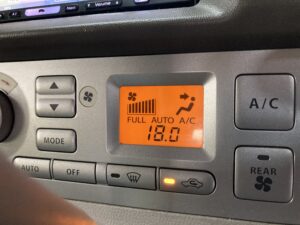 Volume
FULL AUTO A/C
18.0
A/C
MODE
AUTO
OFF
REAR